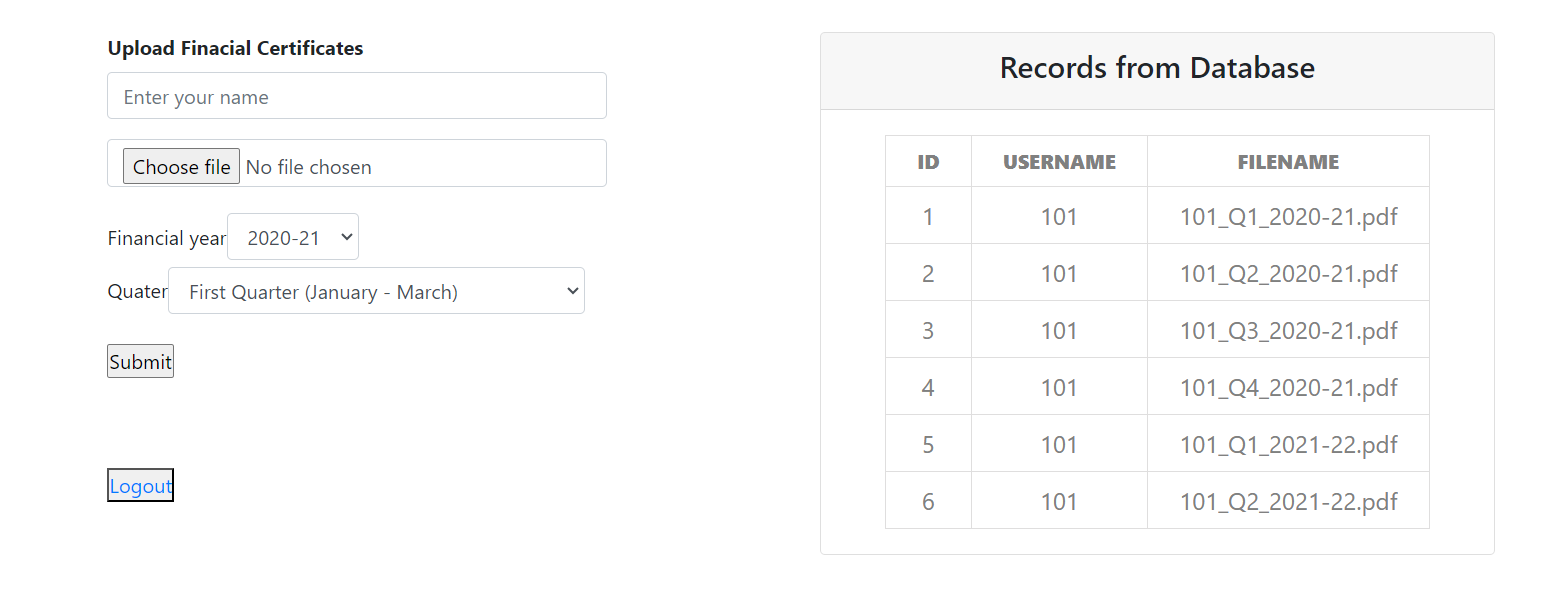 Upload Finacial Certificates
Enter your name
Choose file No file chosen
Financial year 2020-21
Quater First Quarter (January - March)
Submit
Logout
Records from Database
ID USERNAME FILENAME
1 101 101_Q1_2020-21.pdf
2 101 101_Q2_2020-21.pdf
3 101 101_Q3_2020-21.pdf
4 101 101_Q4_2020-21.pdf
5 101 101_Q1_2021-22.pdf
6 101 101_Q2_2021-22.pdf